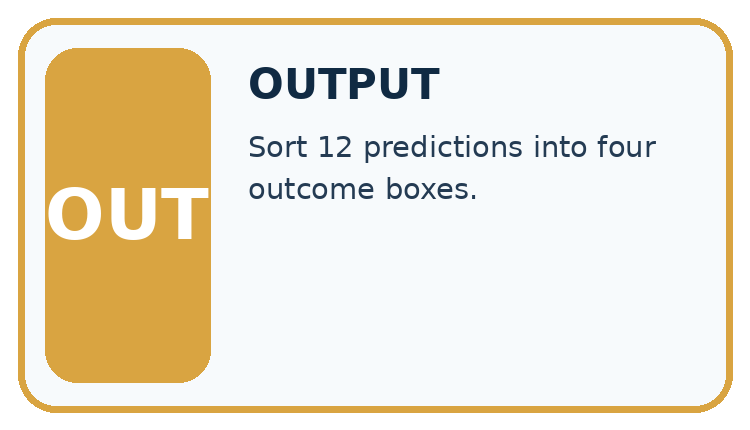 OUT
OUTPUT
Sort 12 predictions into four
outcome boxes.